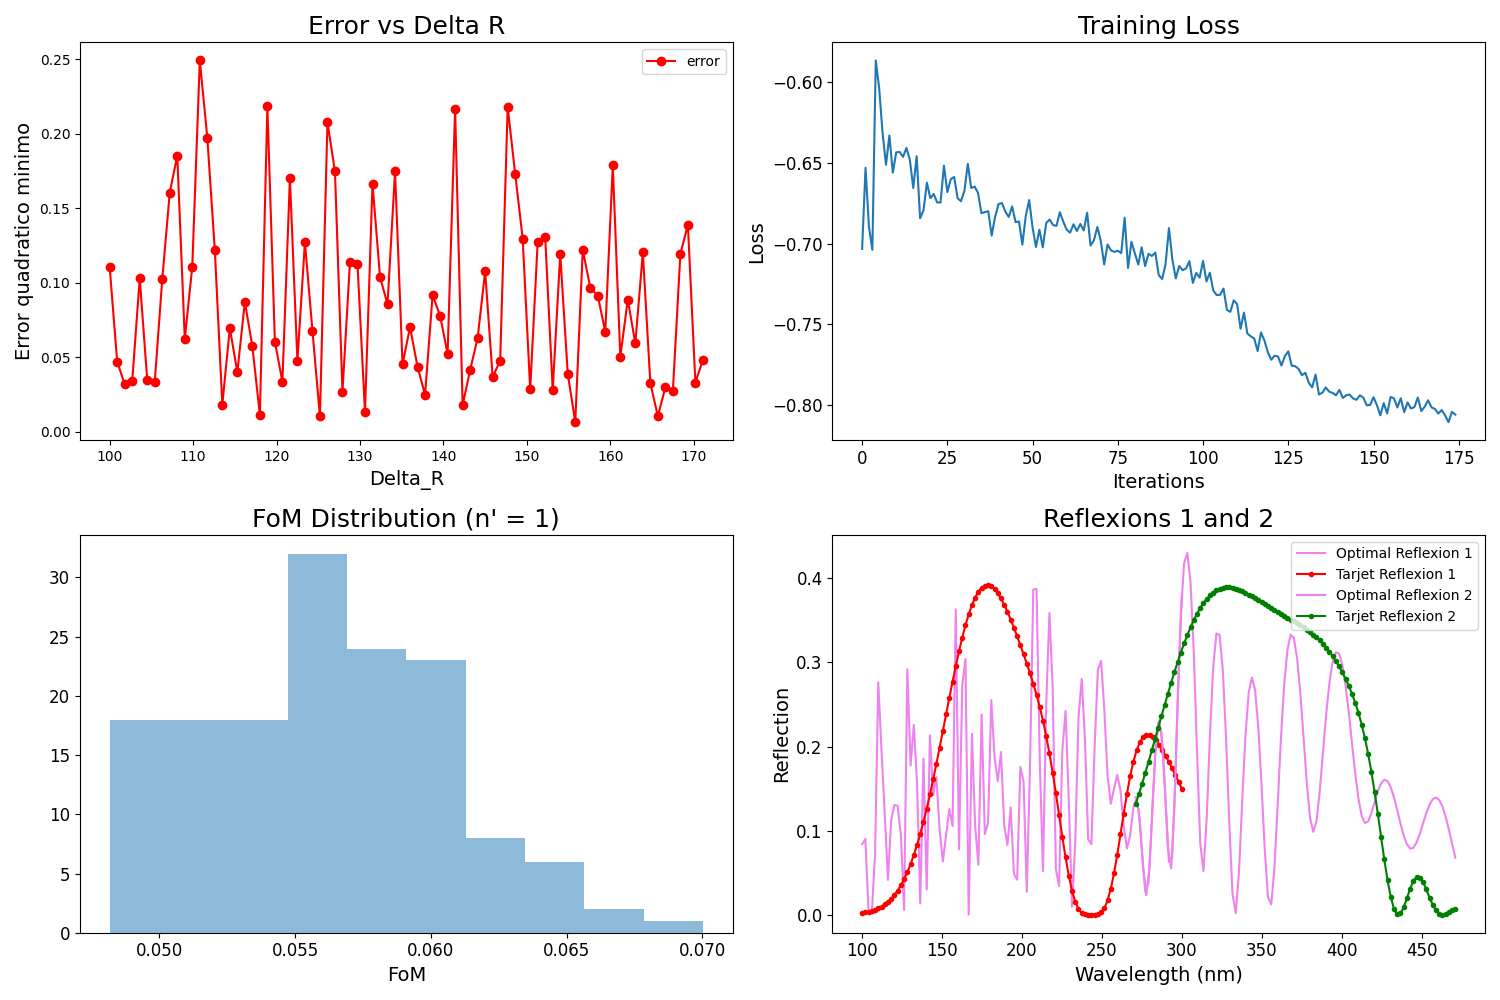 Error vs Delta R
error
Error quadratico minimo
0.25
0.20
0.15
0.10
0.05
0.00
100 110 120 130 140 150 160 170
Delta_R
Training Loss
Loss
−0.60
−0.65
−0.70
−0.75
−0.80
0 25 50 75 100 125 150 175
Iterations
FoM Distribution (n' = 1)
30
25
20
15
10
5
0
0.050 0.055 0.060 0.065 0.070
FoM
Reflexions 1 and 2
Optimal Reflexion 1
Tarjet Reflexion 1
Optimal Reflexion 2
Tarjet Reflexion 2
Reflection
0.4
0.3
0.2
0.1
0.0
100 150 200 250 300 350 400 450
Wavelength (nm)